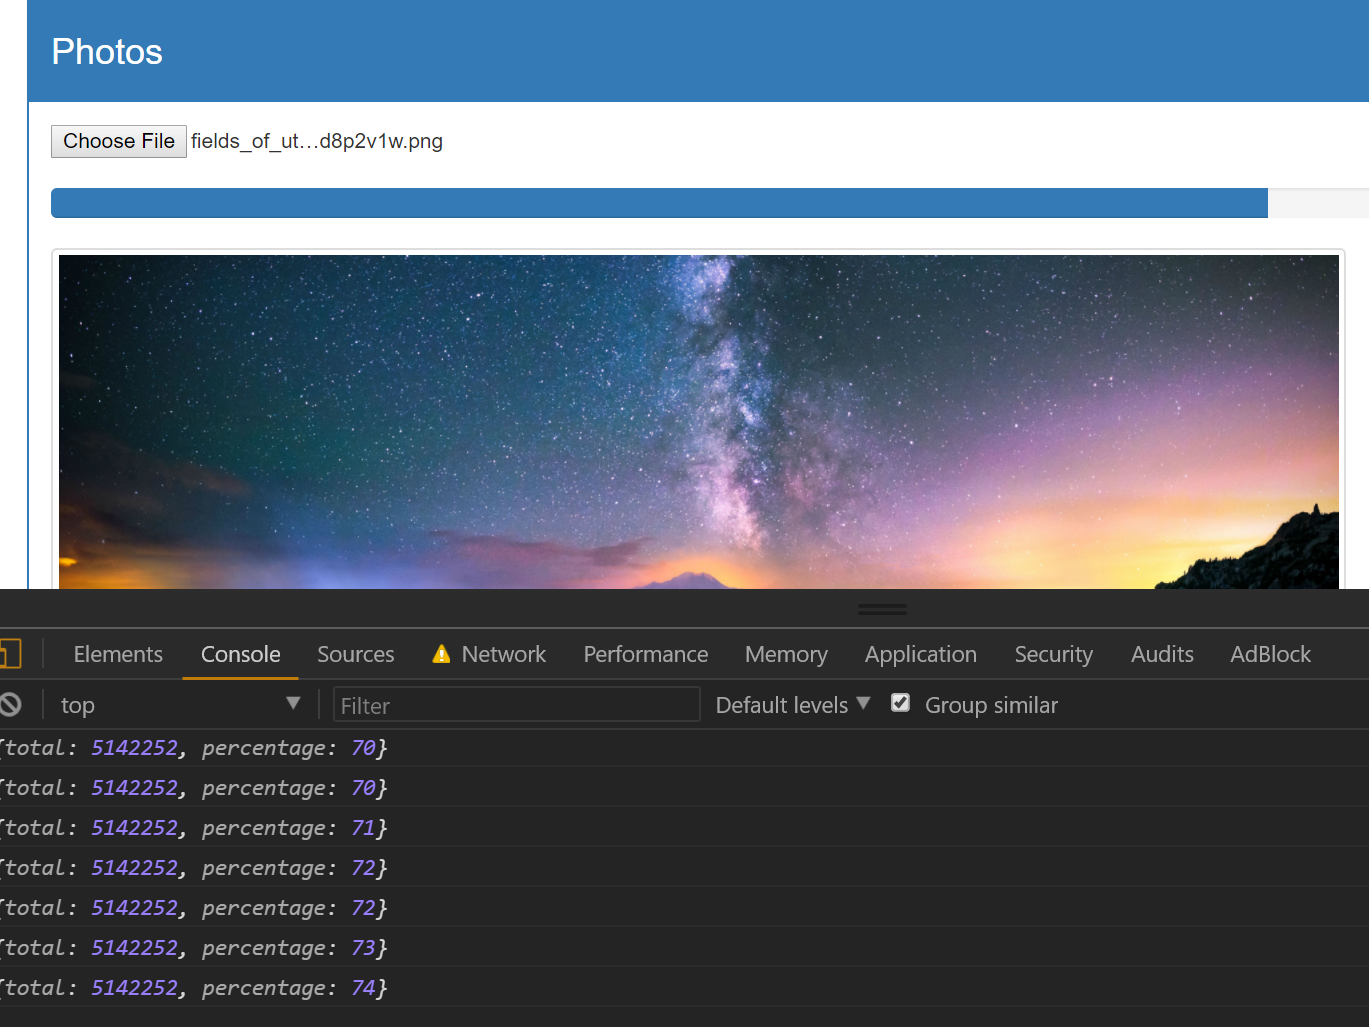 Photos
Choose File fields_of_ut…d8p2v1w.png
Elements Console Sources Network Performance Memory Application Security Audits AdBlock
top Filter Default levels Group similar
{total: 5142252, percentage: 70}
{total: 5142252, percentage: 70}
{total: 5142252, percentage: 71}
{total: 5142252, percentage: 72}
{total: 5142252, percentage: 72}
{total: 5142252, percentage: 73}
{total: 5142252, percentage: 74}